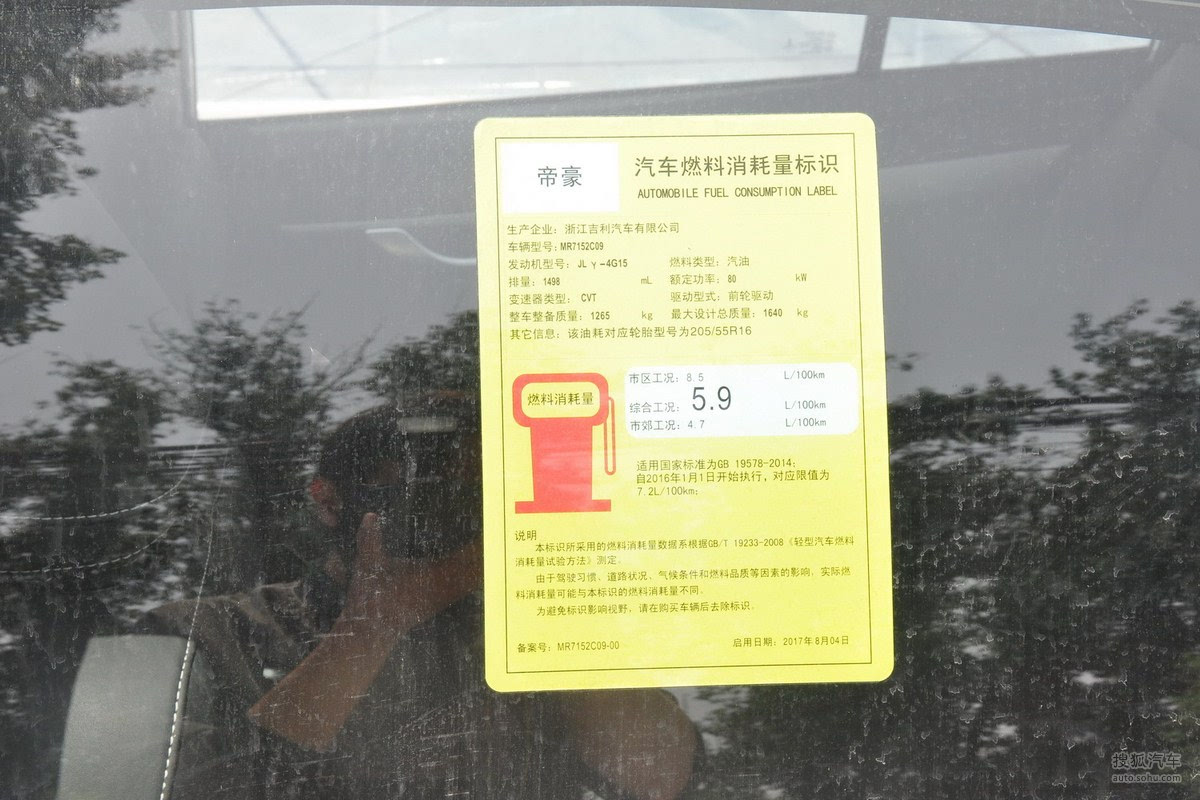 帝豪
汽车燃料消耗量标识
AUTOMOBILE FUEL CONSUMPTION LABEL
生产企业：浙江吉利汽车有限公司
车辆型号：MR7152C09
发动机型号：JLγ-4G15 燃料类型：汽油
排量：1498 mL 额定功率：80 kW
变速器类型：CVT 驱动型式：前轮驱动
整车整备质量：1265 kg 最大设计总质量：1640 kg
其它信息：该油耗对应轮胎型号为205/55R16
燃料消耗量
市区工况：8.5 L/100km
综合工况：5.9 L/100km
市郊工况：4.7 L/100km
适用国家标准为GB 19578-2014；
自2016年1月1日开始执行，对应限值为
7.2L/100km；
说明
本标识所采用的燃料消耗量数据系根据GB/T 19233-2008《轻型汽车燃料
消耗量试验方法》测定。
由于驾驶习惯、道路状况、气候条件和燃料品质等因素的影响，实际燃
料消耗量可能与本标识的燃料消耗量不同。
为避免标识影响视野，请在购买车辆后去除标识。
备案号：MR7152C09-00 启用日期：2017年8月04日
搜狐汽车
auto.sohu.com